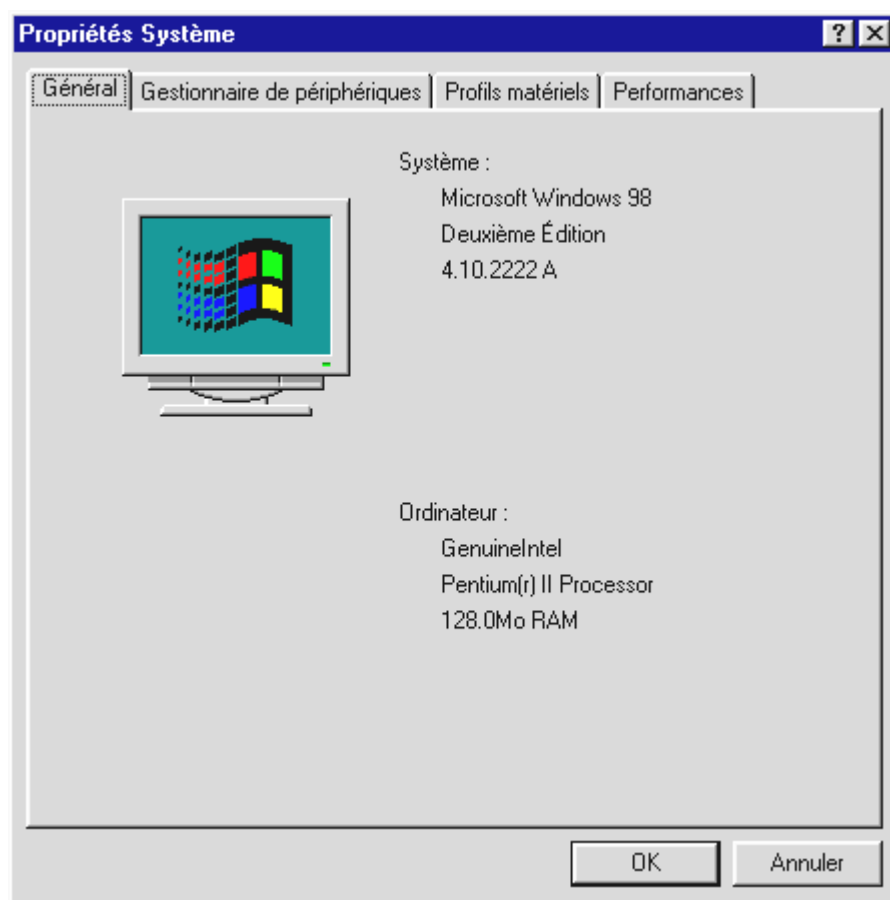 Propriétés Système
Général Gestionnaire de périphériques Profils matériels Performances
Système :
Microsoft Windows 98
Deuxième Édition
4.10.2222 A
Ordinateur :
GenuineIntel
Pentium(r) II Processor
128.0Mo RAM
OK Annuler